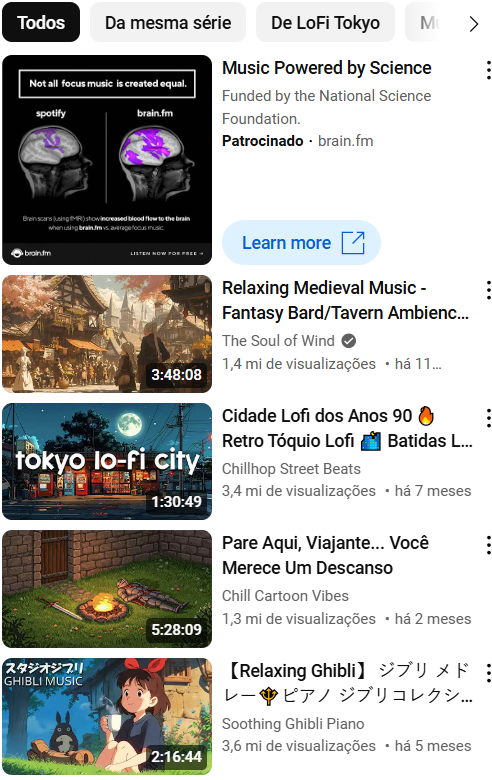 Todos
Da mesma série
De LoFi Tokyo
Not all focus music is created equal.
spotify
brain.fm
Brain scans (using fMRI) show increased blood flow to the brain
when using brain.fm vs. average focus music.
brain.fm
LISTEN NOW FOR FREE →
Music Powered by Science
Funded by the National Science
Foundation.
Patrocinado · brain.fm
Learn more
3:48:08
Relaxing Medieval Music -
Fantasy Bard/Tavern Ambienc...
The Soul of Wind
1,4 mi de visualizações • há 11...
tokyo lo-fi city
1:30:49
Cidade Lofi dos Anos 90 🔥
Retro Tóquio Lofi 🏙️ Batidas L...
Chillhop Street Beats
3,4 mi de visualizações • há 7 meses
5:28:09
Pare Aqui, Viajante... Você
Merece Um Descanso
Chill Cartoon Vibes
1,3 mi de visualizações • há 2 meses
スタジオジブリ
GHIBLI MUSIC
2:16:44
【Relaxing Ghibli】 ジブリ メド
レー🔱ピアノ ジブリコレクシ...
Soothing Ghibli Piano
3,6 mi de visualizações • há 5 meses